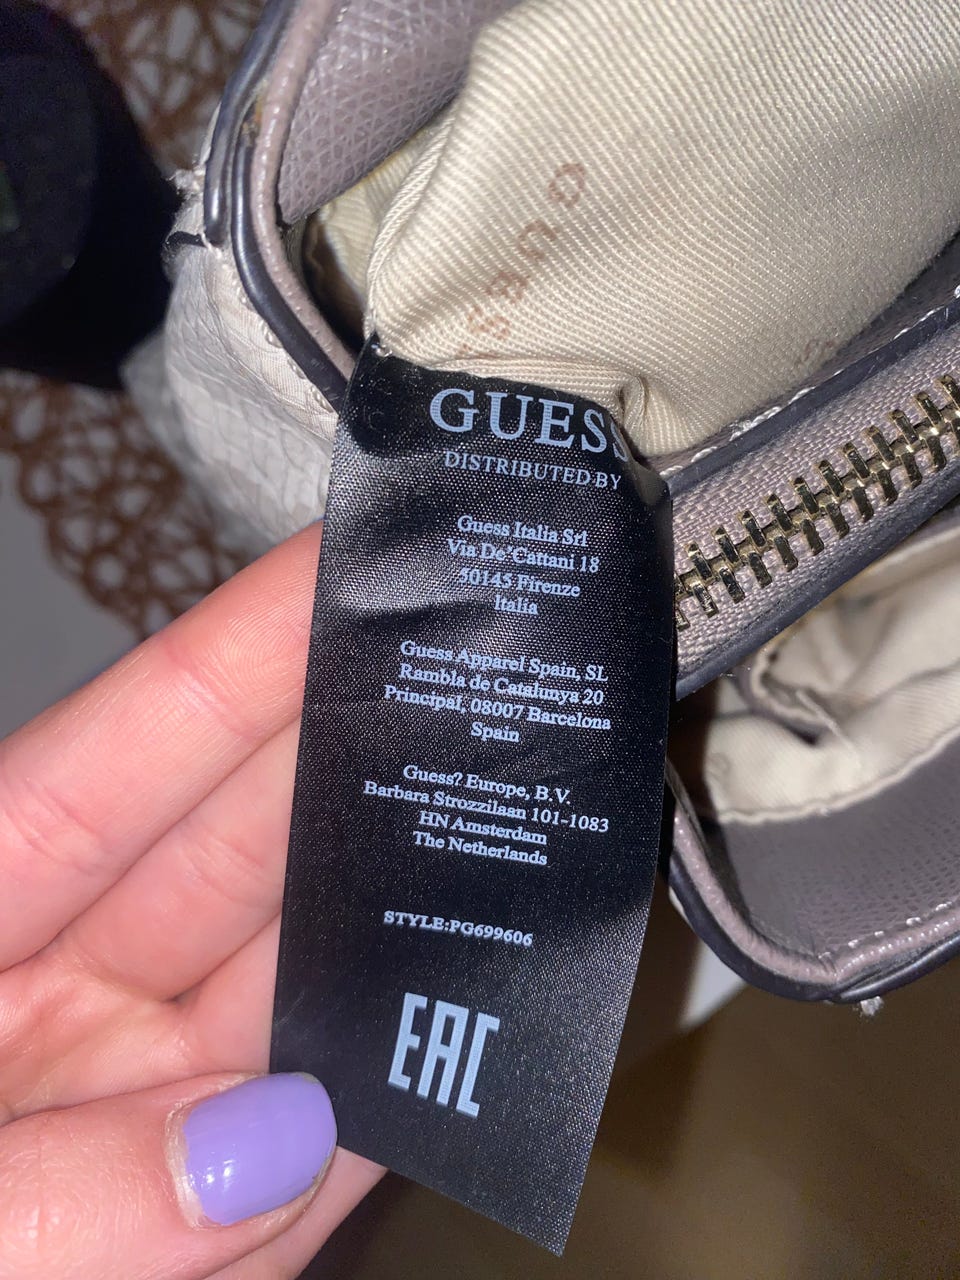 GUES
GUESS
DISTRIBUTED BY
Guess Italia Srl
Via De'Cattani 18
50145 Firenze
Italia
Guess Apparel Spain, SL
Rambla de Catalunya 20
Principal, 08007 Barcelona
Spain
Guess? Europe, B.V.
Barbara Strozzilaan 101-1083
HN Amsterdam
The Netherlands
STYLE:PG699606
EAC